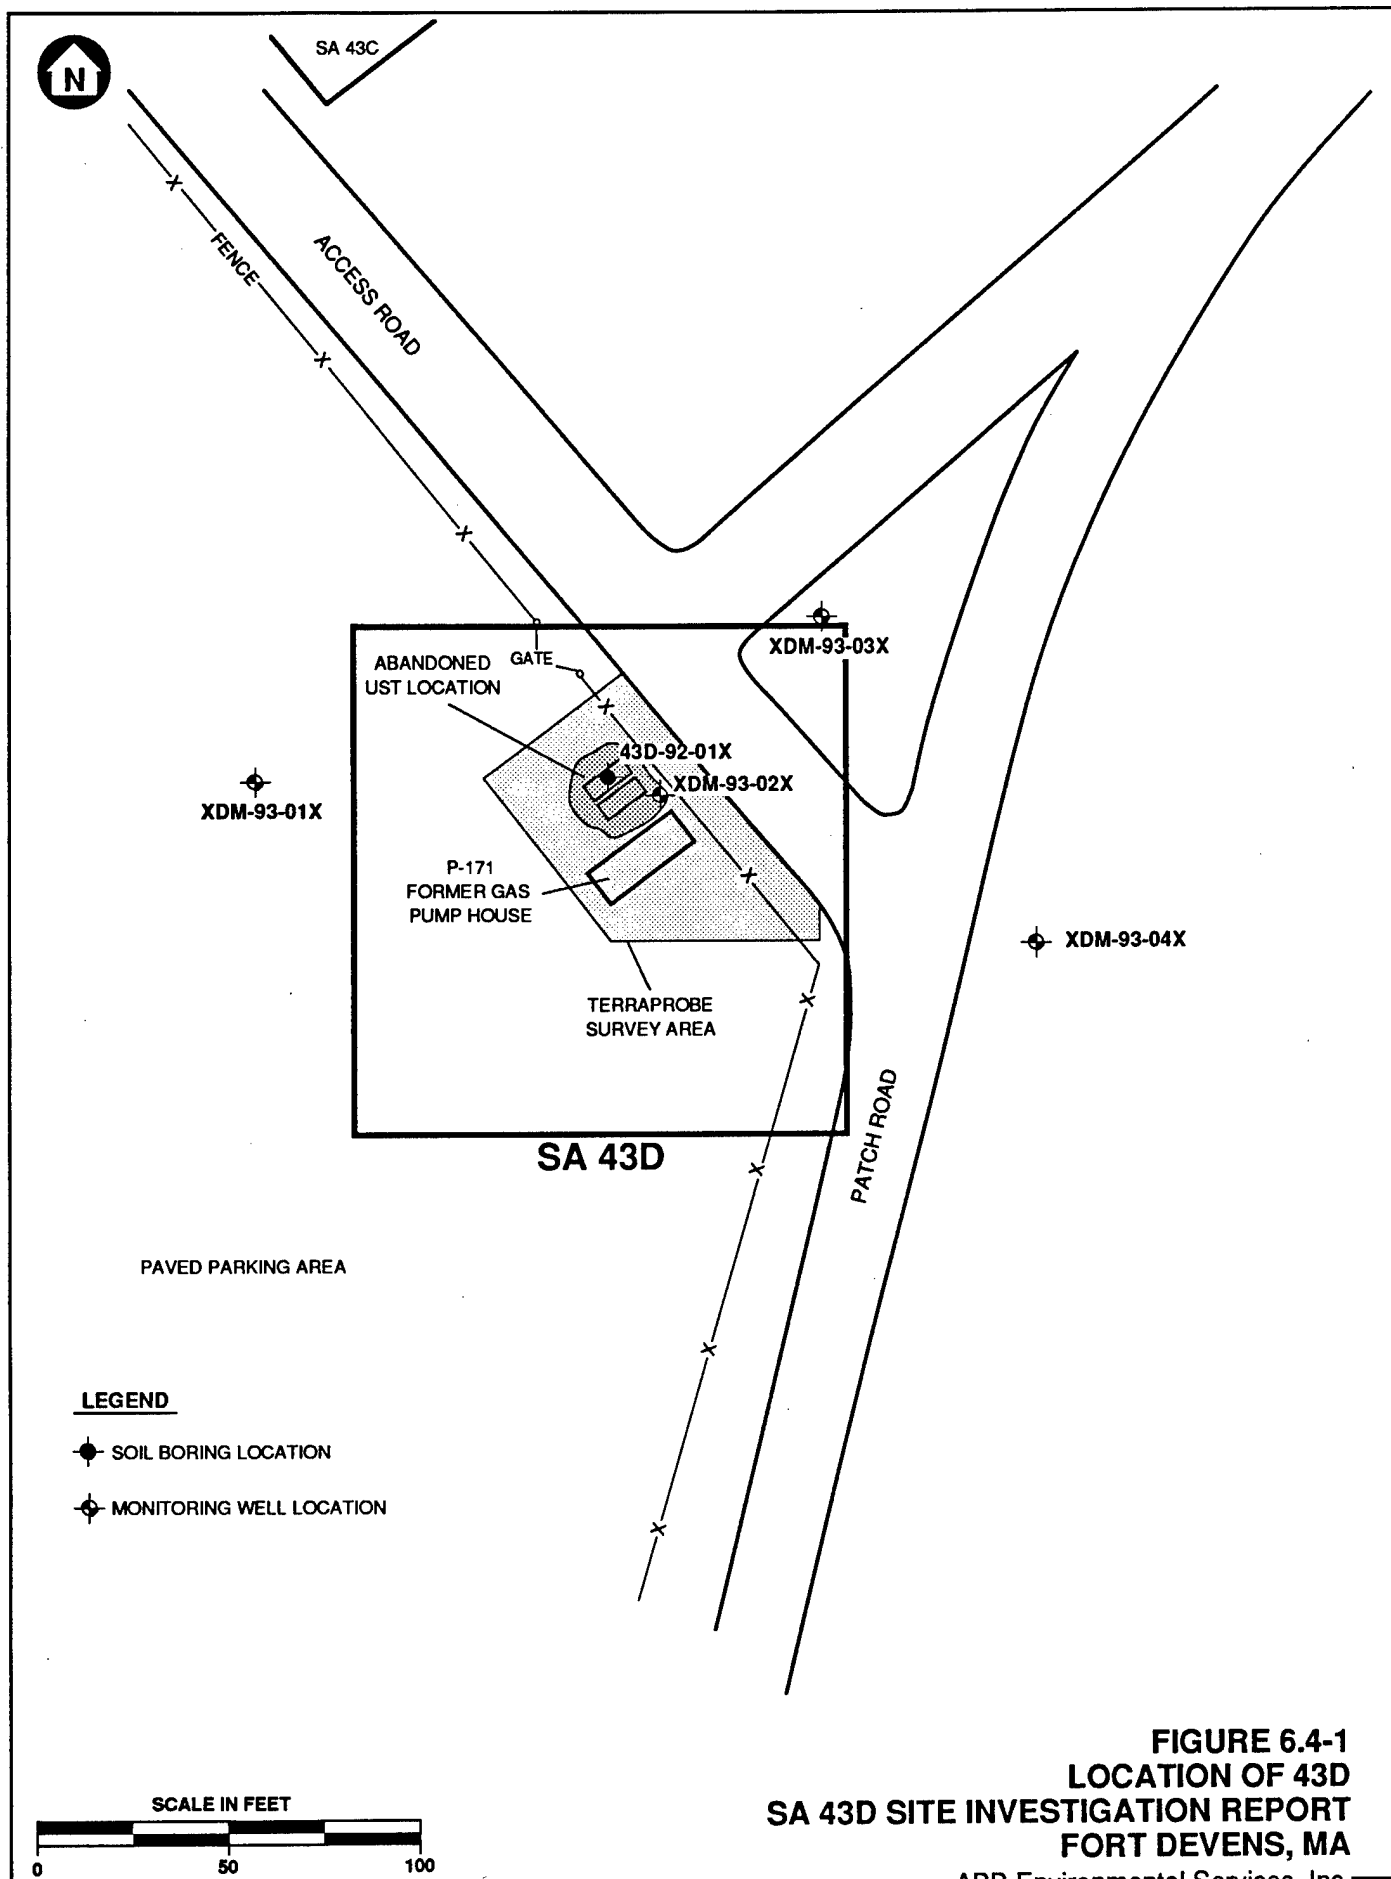 N
SA 43C
FENCE
ACCESS ROAD
XDM-93-03X
GATE
ABANDONED
UST LOCATION
43D-92-01X
XDM-93-02X
XDM-93-01X
P-171
FORMER GAS
PUMP HOUSE
XDM-93-04X
TERRAPROBE
SURVEY AREA
SA 43D
PATCH ROAD
PAVED PARKING AREA
LEGEND
SOIL BORING LOCATION
MONITORING WELL LOCATION
SCALE IN FEET
0 50 100
FIGURE 6.4-1
LOCATION OF 43D
SA 43D SITE INVESTIGATION REPORT
FORT DEVENS, MA
Environmental Services, Inc